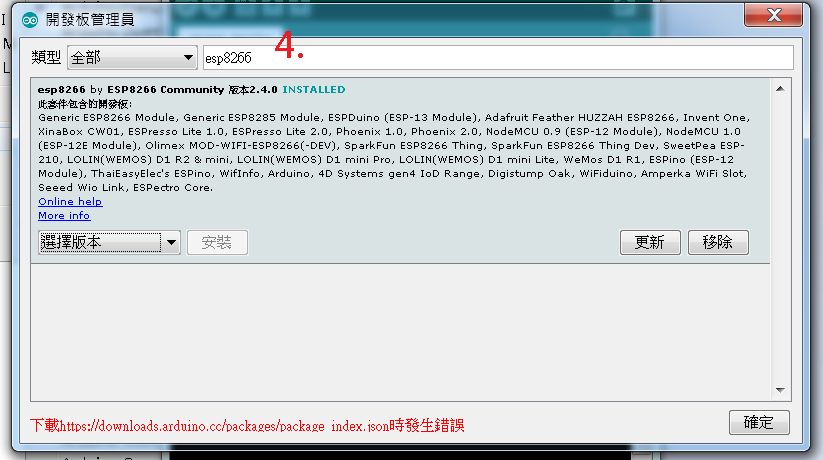 開發板管理員
類型 全部 esp8266
4.
esp8266 by ESP8266 Community 版本2.4.0 INSTALLED
此套件包含的開發板:
Generic ESP8266 Module, Generic ESP8285 Module, ESPDuino (ESP-13 Module), Adafruit Feather HUZZAH ESP8266, Invent One,
XinaBox CW01, ESPresso Lite 1.0, ESPresso Lite 2.0, Phoenix 1.0, Phoenix 2.0, NodeMCU 0.9 (ESP-12 Module), NodeMCU 1.0
(ESP-12E Module), Olimex MOD-WIFI-ESP8266(-DEV), SparkFun ESP8266 Thing, SparkFun ESP8266 Thing Dev, SweetPea ESP-
210, LOLIN(WEMOS) D1 R2 & mini, LOLIN(WEMOS) D1 mini Pro, LOLIN(WEMOS) D1 mini Lite, WeMos D1 R1, ESPino (ESP-12
Module), ThaiEasyElec's ESPino, WifInfo, Arduino, 4D Systems gen4 IoD Range, Digistump Oak, WiFiduino, Amperka WiFi Slot,
Seeed Wio Link, ESPectro Core.
Online help
More info
選擇版本 安裝 更新 移除
下載https://downloads.arduino.cc/packages/package_index.json時發生錯誤
確定